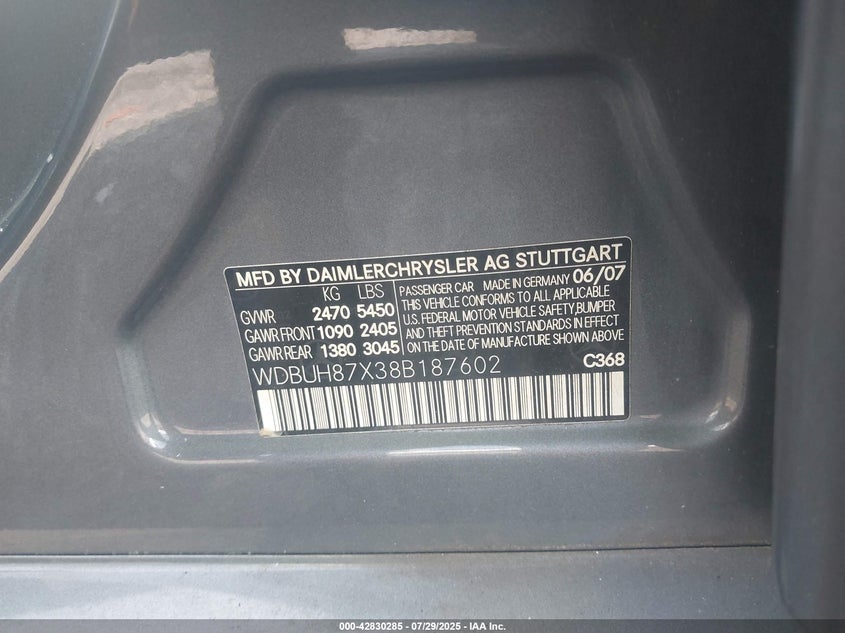 MFD BY DAIMLERCHRYSLER AG STUTTGART
KG LBS
GVWR 2470 5450
GAWR FRONT 1090 2405
GAWR REAR 1380 3045
PASSENGER CAR MADE IN GERMANY 06/07
THIS VEHICLE CONFORMS TO ALL APPLICABLE
U.S. FEDERAL MOTOR VEHICLE SAFETY,BUMPER
AND THEFT PREVENTION STANDARDS IN EFFECT
ON THE DATE OF MANUFACTURE SHOWN ABOVE
WDBUH87X38B187602
C368
000-42830285 - 07/29/2025 - IAA Inc.